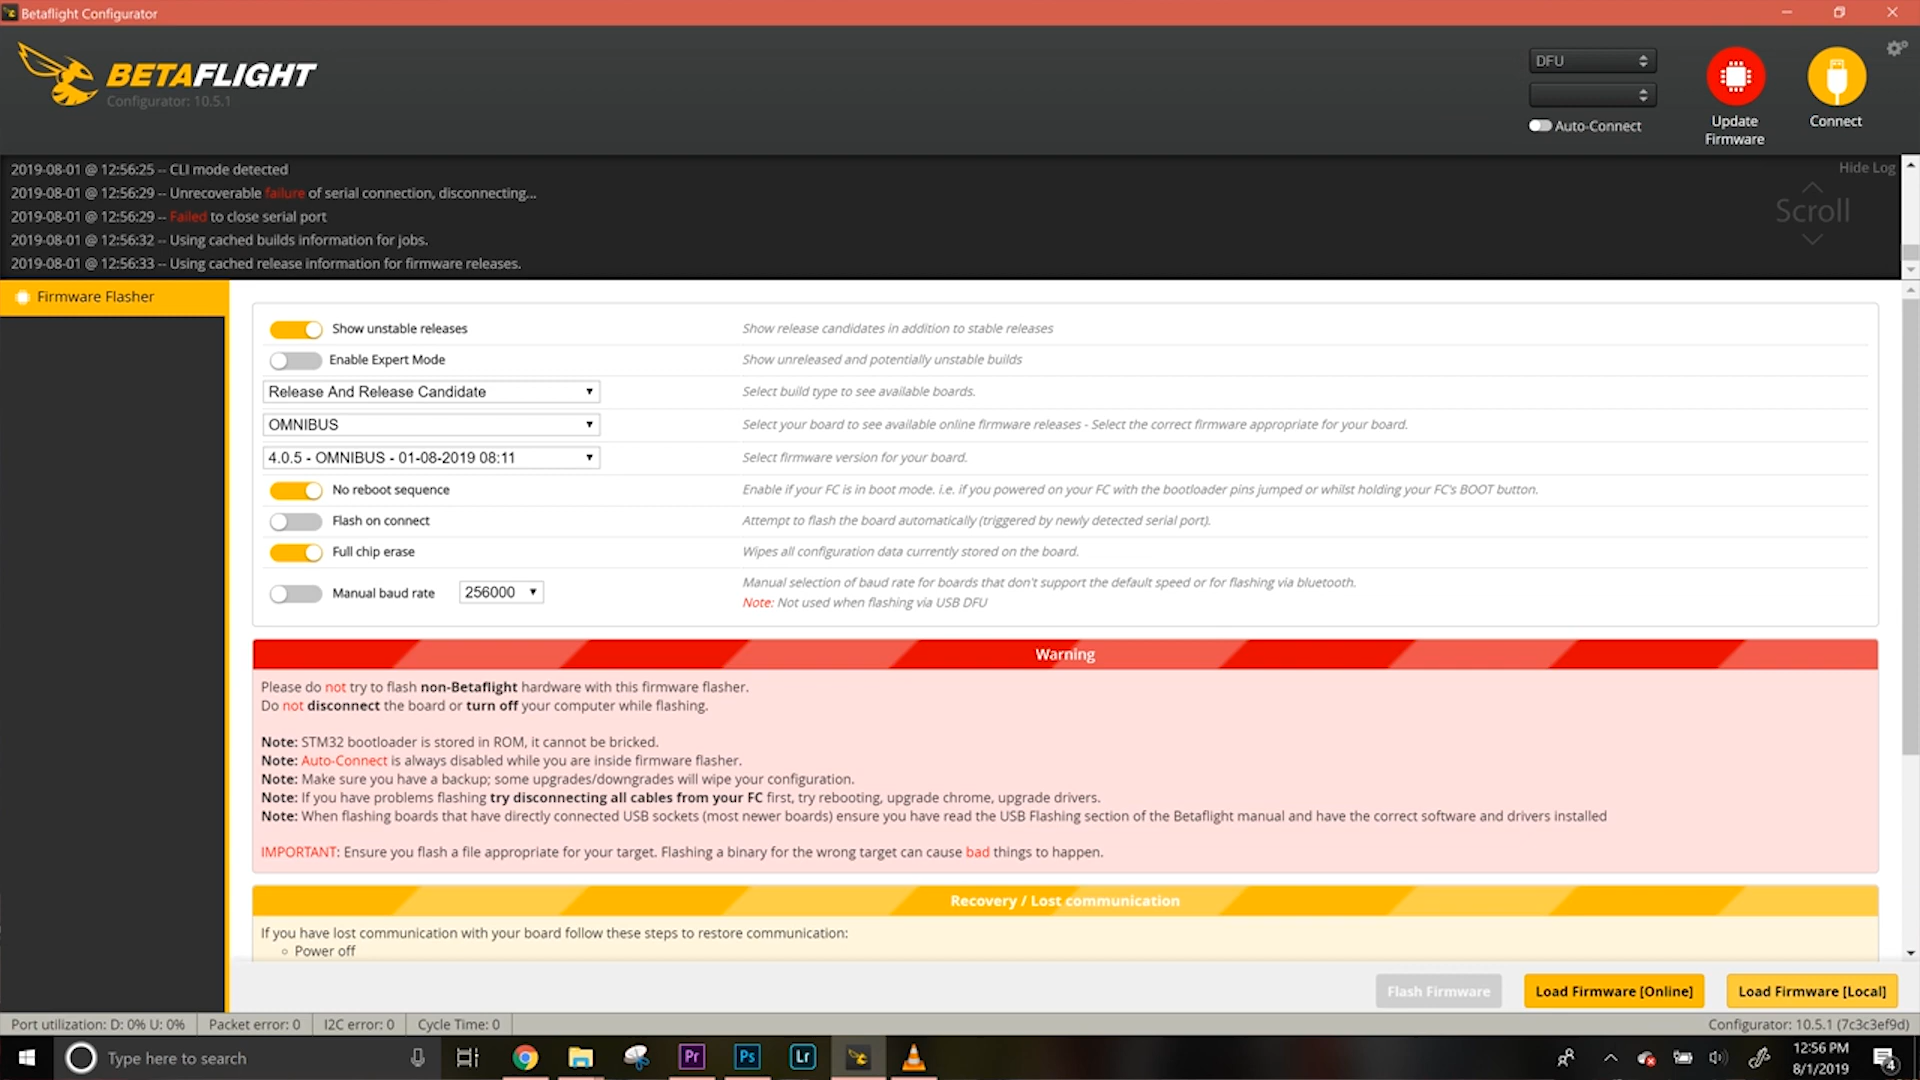 Betaflight Configurator
BETAFLIGHT
Configurator: 10.5.1
DFU
Auto-Connect
Update
Firmware
Connect
Hide Log
Scroll
2019-08-01 @ 12:56:25 -- CLI mode detected
2019-08-01 @ 12:56:29 -- Unrecoverable failure of serial connection, disconnecting...
2019-08-01 @ 12:56:29 -- Failed to close serial port
2019-08-01 @ 12:56:32 -- Using cached builds information for jobs.
2019-08-01 @ 12:56:33 -- Using cached release information for firmware releases.
Firmware Flasher
Show unstable releases
Show release candidates in addition to stable releases
Enable Expert Mode
Show unreleased and potentially unstable builds
Release And Release Candidate
Select build type to see available boards.
OMNIBUS
Select your board to see available online firmware releases - Select the correct firmware appropriate for your board.
4.0.5 - OMNIBUS - 01-08-2019 08:11
Select firmware version for your board.
No reboot sequence
Enable if your FC is in boot mode. i.e. if you powered on your FC with the bootloader pins jumped or whilst holding your FC's BOOT button.
Flash on connect
Attempt to flash the board automatically (triggered by newly detected serial port).
Full chip erase
Wipes all configuration data currently stored on the board.
Manual baud rate
256000
Manual selection of baud rate for boards that don't support the default speed or for flashing via bluetooth.
Note: Not used when flashing via USB DFU
Warning
Please do not try to flash non-Betaflight hardware with this firmware flasher.
Do not disconnect the board or turn off your computer while flashing.
Note: STM32 bootloader is stored in ROM, it cannot be bricked.
Note: Auto-Connect is always disabled while you are inside firmware flasher.
Note: Make sure you have a backup; some upgrades/downgrades will wipe your configuration.
Note: If you have problems flashing try disconnecting all cables from your FC first, try rebooting, upgrade chrome, upgrade drivers.
Note: When flashing boards that have directly connected USB sockets (most newer boards) ensure you have read the USB Flashing section of the Betaflight manual and have the correct software and drivers installed
IMPORTANT: Ensure you flash a file appropriate for your target. Flashing a binary for the wrong target can cause bad things to happen.
Recovery / Lost communication
If you have lost communication with your board follow these steps to restore communication:
Power off
Flash Firmware
Load Firmware [Online]
Load Firmware [Local]
Port utilization: D: 0% U: 0%
Packet error: 0
I2C error: 0
Cycle Time: 0
Configurator: 10.5.1 (7c3c3ef9d)
Type here to search
Pr
Ps
Lr
12:56 PM
8/1/2019
4